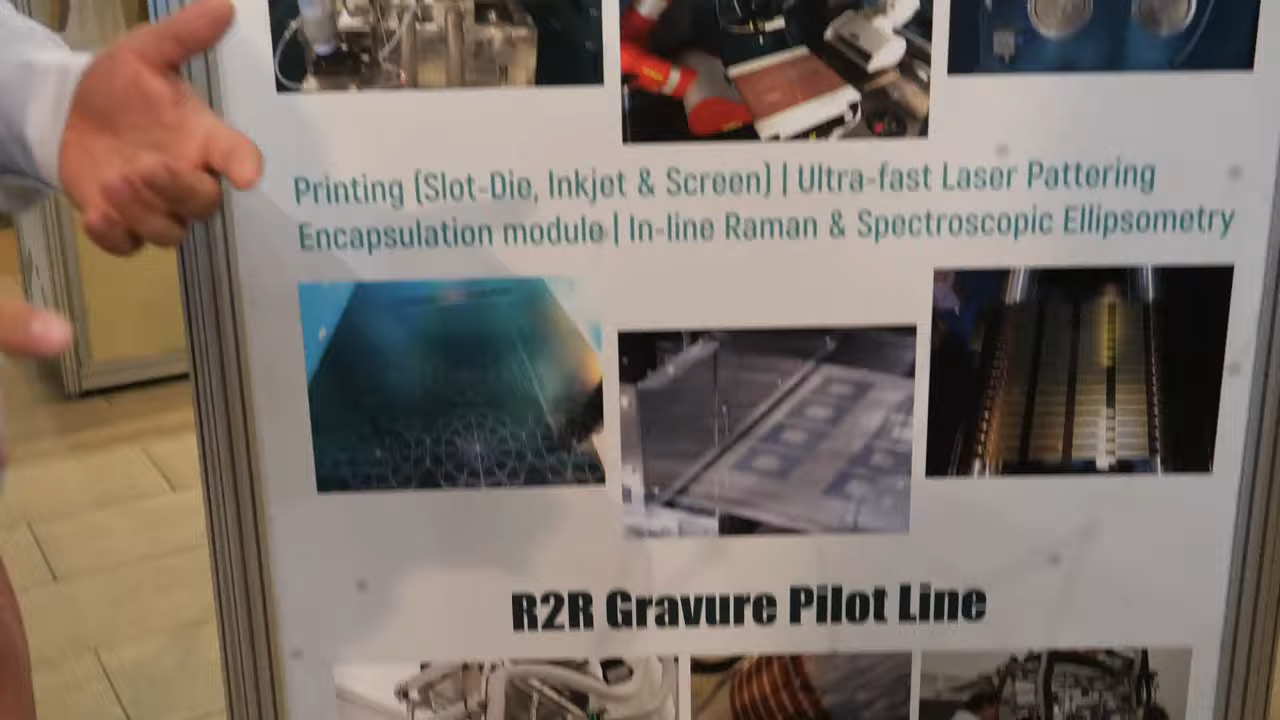 Printing (Slot-Die, Inkjet & Screen) | Ultra-fast Laser Pattering
Encapsulation module | In-line Raman & Spectroscopic Ellipsometry
R2R Gravure Pilot Line